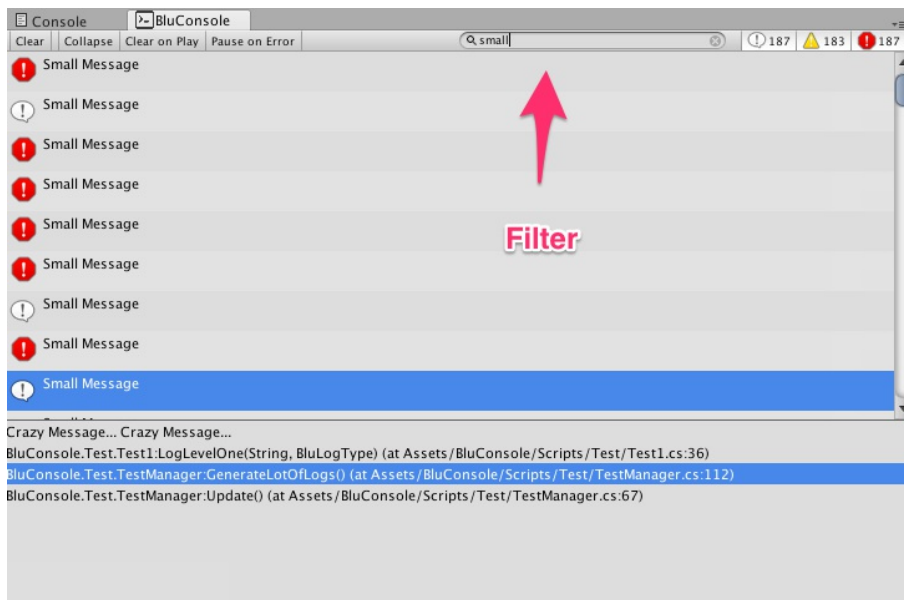 Console BluConsole
Clear Collapse Clear on Play Pause on Error small 187 183 187
Small Message
Small Message
Small Message
Small Message
Small Message
Small Message
Small Message
Small Message
Small Message
Filter
Crazy Message... Crazy Message...
BluConsole.Test.Test1:LogLevelOne(String, BluLogType) (at Assets/BluConsole/Scripts/Test/Test1.cs:36)
BluConsole.Test.TestManager:GenerateLotOfLogs() (at Assets/BluConsole/Scripts/Test/TestManager.cs:112)
BluConsole.Test.TestManager:Update() (at Assets/BluConsole/Scripts/Test/TestManager.cs:67)